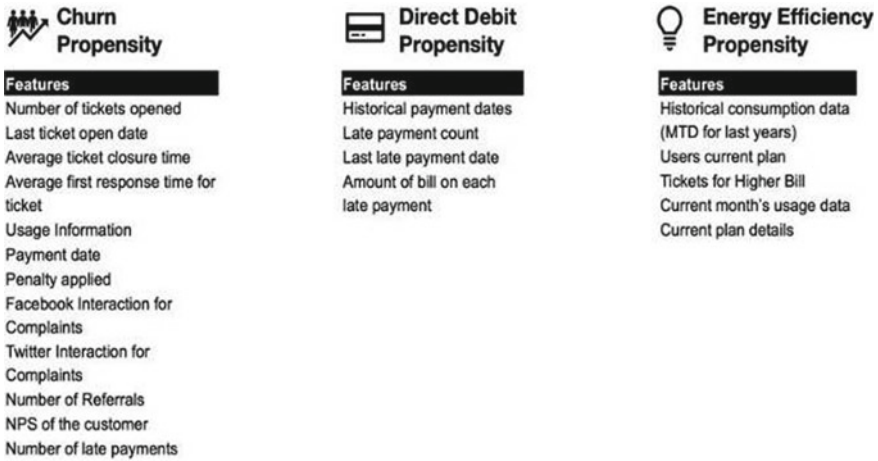 Churn
Propensity
Features
Number of tickets opened
Last ticket open date
Average ticket closure time
Average first response time for
ticket
Usage Information
Payment date
Penalty applied
Facebook Interaction for
Complaints
Twitter Interaction for
Complaints
Number of Referrals
NPS of the customer
Number of late payments
Direct Debit
Propensity
Features
Historical payment dates
Late payment count
Last late payment date
Amount of bill on each
late payment
Energy Efficiency
Propensity
Features
Historical consumption data
(MTD for last years)
Users current plan
Tickets for Higher Bill
Current month's usage data
Current plan details